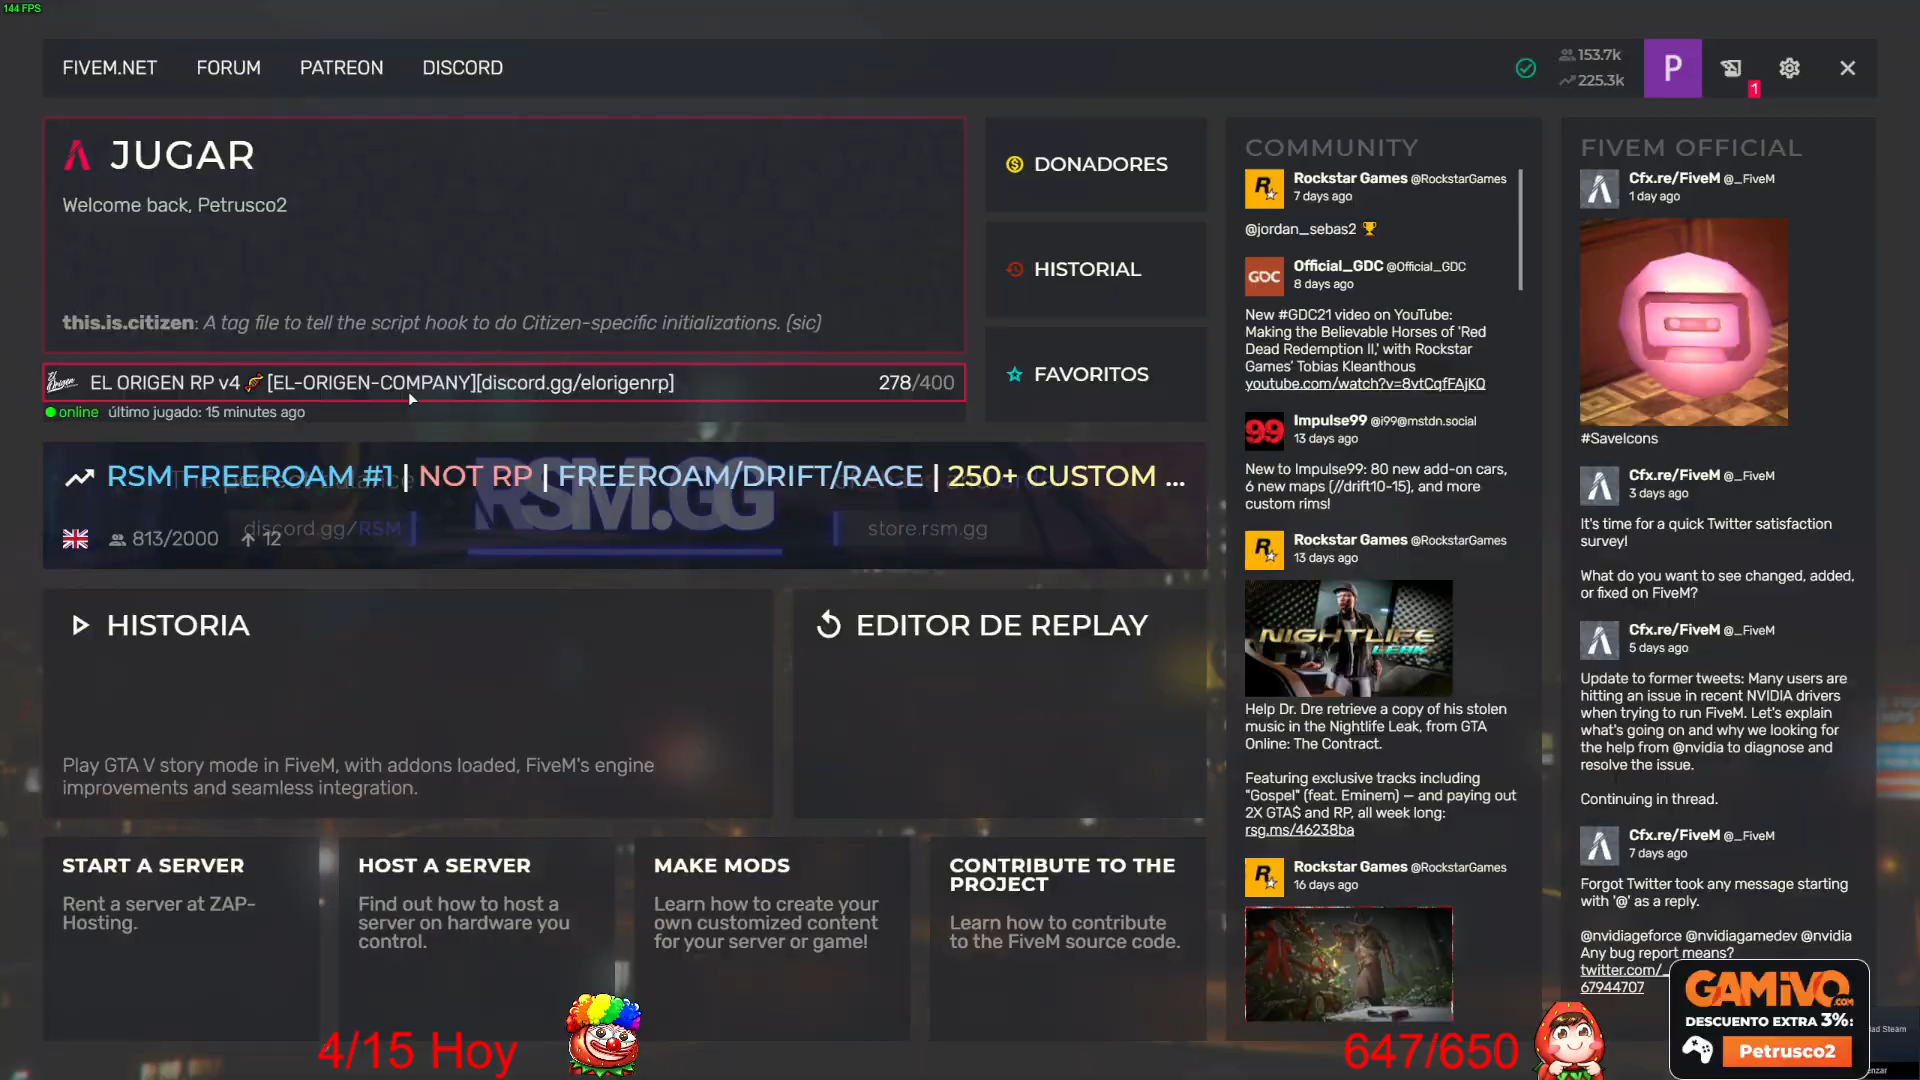 144 FPS
FIVEM.NET FORUM PATREON DISCORD
153.7k
225.3k
P
1
JUGAR
Welcome back, Petrusco2
this.is.citizen: A tag file to tell the script hook to do Citizen-specific initializations. (sic)
El Origen
EL ORIGEN RP v4 [EL-ORIGEN-COMPANY][discord.gg/elorigenrp] 278/400
online último jugado: 15 minutes ago
DONADORES
HISTORIAL
FAVORITOS
RSM FREEROAM #1 | NOT RP | FREEROAM/DRIFT/RACE | 250+ CUSTOM ...
RSM.GG
discord.gg/RSM
store.rsm.gg
813/2000 12
HISTORIA
Play GTA V story mode in FiveM, with addons loaded, FiveM's engine
improvements and seamless integration.
EDITOR DE REPLAY
START A SERVER
Rent a server at ZAP-
Hosting.
HOST A SERVER
Find out how to host a
server on hardware you
control.
MAKE MODS
Learn how to create your
own customized content
for your server or game!
CONTRIBUTE TO THE
PROJECT
Learn how to contribute
to the FiveM source code.
COMMUNITY
Rockstar Games @RockstarGames
7 days ago
@jordan_sebas2 🏆
GDC
Official_GDC @Official_GDC
8 days ago
New #GDC21 video on YouTube:
Making the Believable Horses of 'Red
Dead Redemption II,' with Rockstar
Games' Tobias Kleanthous
youtube.com/watch?v=8vtCqfFAjKQ
99
Impulse99 @i99@mstdn.social
13 days ago
New to Impulse99: 80 new add-on cars,
6 new maps (//drift10-15), and more
custom rims!
Rockstar Games @RockstarGames
13 days ago
NIGHTLIFE
LEAK
Help Dr. Dre retrieve a copy of his stolen
music in the Nightlife Leak, from GTA
Online: The Contract.
Featuring exclusive tracks including
"Gospel" (feat. Eminem) — and paying out
2X GTA$ and RP, all week long:
rsg.ms/46238ba
Rockstar Games @RockstarGames
16 days ago
FIVEM OFFICIAL
Cfx.re/FiveM @_FiveM
1 day ago
#SaveIcons
Cfx.re/FiveM @_FiveM
3 days ago
It's time for a quick Twitter satisfaction
survey!
What do you want to see changed, added,
or fixed on FiveM?
Cfx.re/FiveM @_FiveM
5 days ago
Update to former tweets: Many users are
hitting an issue in recent NVIDIA drivers
when trying to run FiveM. Let's explain
what's going on and why we looking for
the help from @nvidia to diagnose and
resolve the issue.
Continuing in thread.
Cfx.re/FiveM @_FiveM
7 days ago
Forgot Twitter took any message starting
with '@' as a reply.
@nvidiageforce @nvidiagamedev @nvidia
Any bug report means?
twitter.com/_
67944707
4/15 Hoy
647/650
GAMIVO.COM
DESCUENTO EXTRA 3%:
Petrusco2
ad Steam